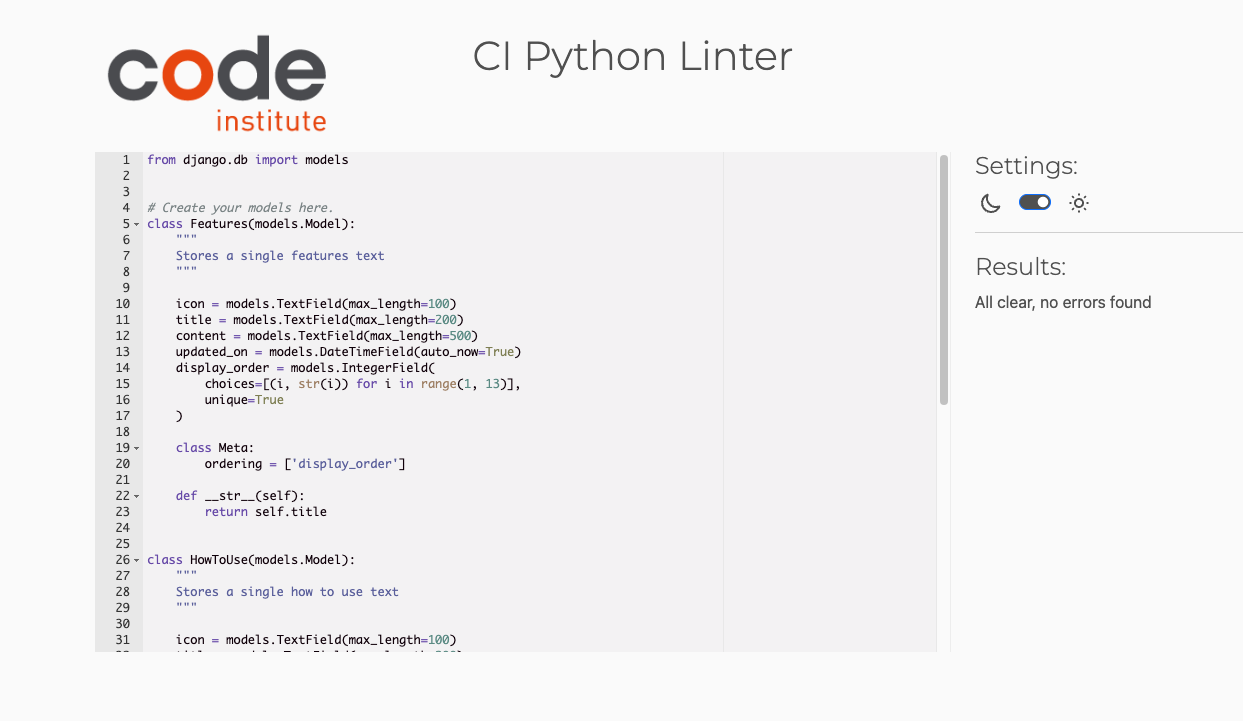 code
institute
CI Python Linter
1 from django.db import models
2
3
4 # Create your models here.
5 class Features(models.Model):
6     """
7     Stores a single features text
8     """
9
10     icon = models.TextField(max_length=100)
11     title = models.TextField(max_length=200)
12     content = models.TextField(max_length=500)
13     updated_on = models.DateTimeField(auto_now=True)
14     display_order = models.IntegerField(
15         choices=[(i, str(i)) for i in range(1, 13)],
16         unique=True
17     )
18
19     class Meta:
20         ordering = ['display_order']
21
22     def __str__(self):
23         return self.title
24
25
26 class HowToUse(models.Model):
27     """
28     Stores a single how to use text
29     """
30
31     icon = models.TextField(max_length=100)
Settings:
Results:
All clear, no errors found